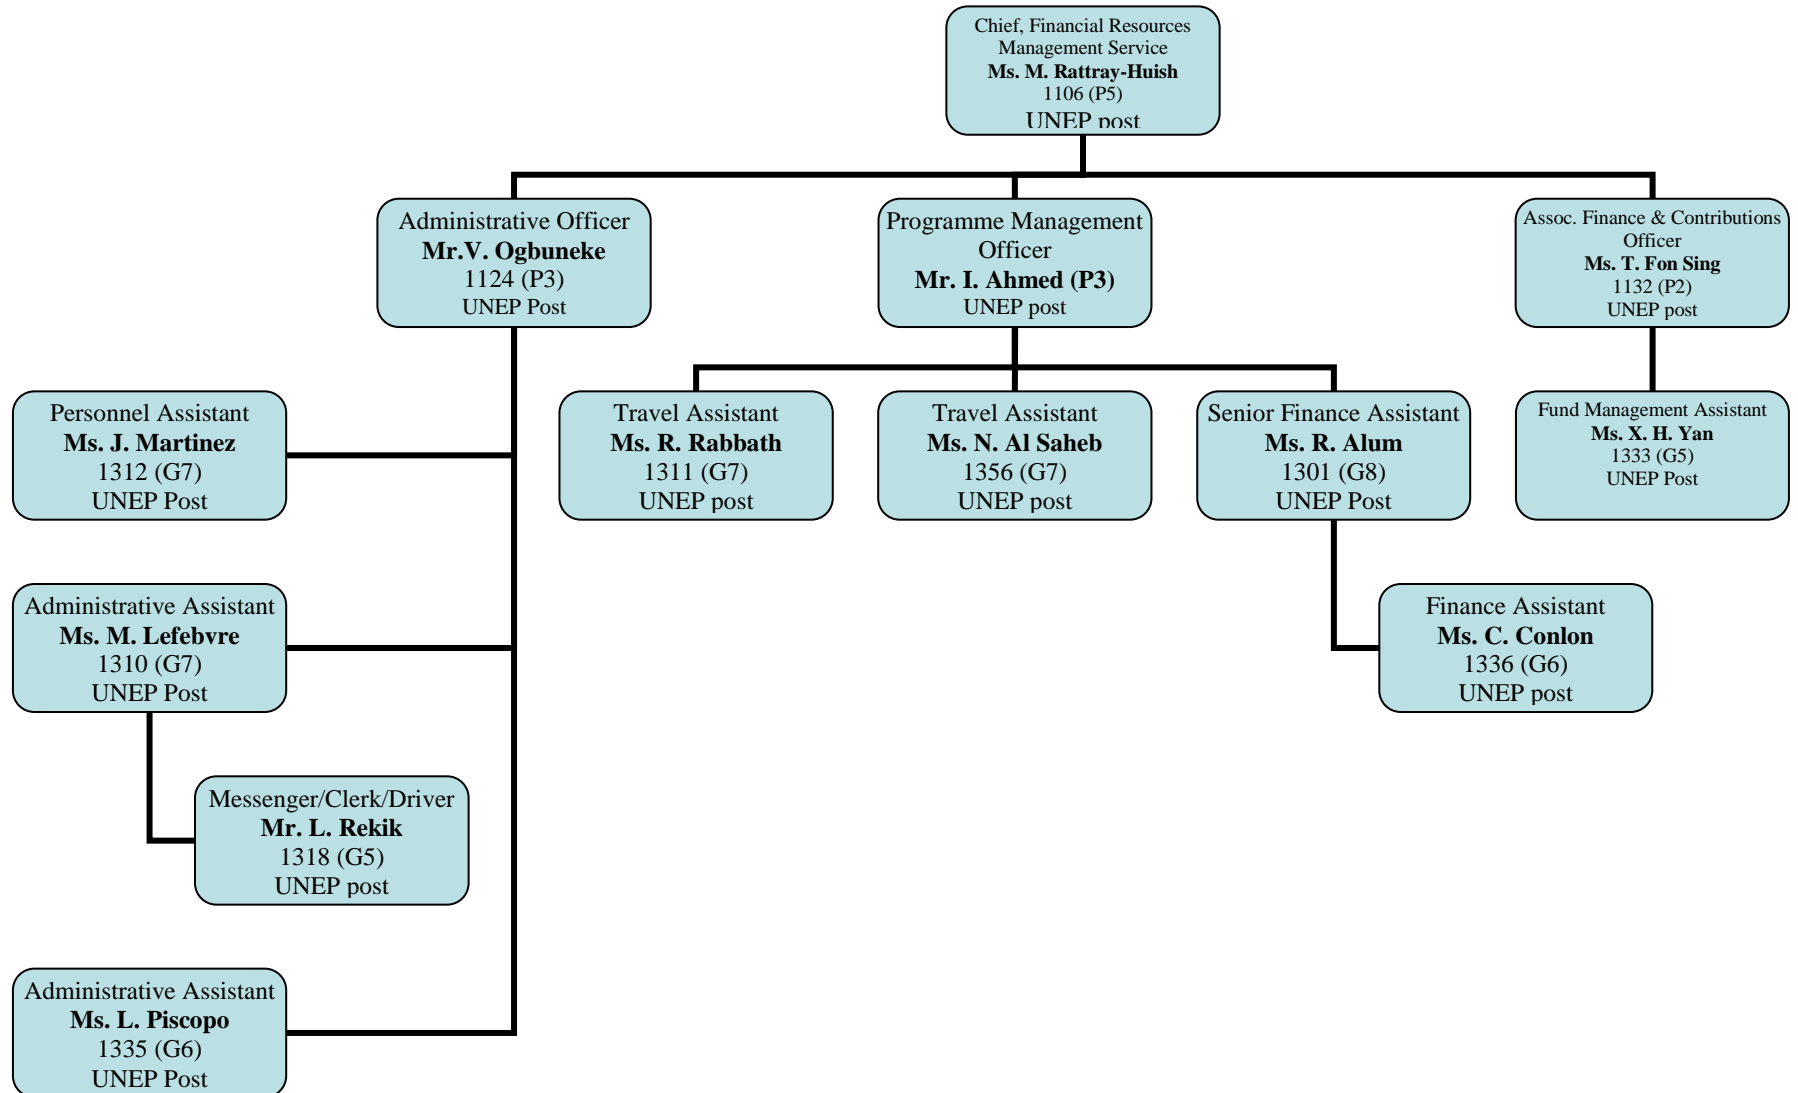 Chief, Financial Resources
Management Service
Ms. M. Rattray-Huish
1106 (P5)
UNEP post
Administrative Officer
Mr.V. Ogbuneke
1124 (P3)
UNEP Post
Programme Management
Officer
Mr. I. Ahmed (P3)
UNEP post
Assoc. Finance & Contributions
Officer
Ms. T. Fon Sing
1132 (P2)
UNEP post
Personnel Assistant
Ms. J. Martinez
1312 (G7)
UNEP Post
Travel Assistant
Ms. R. Rabbath
1311 (G7)
UNEP post
Travel Assistant
Ms. N. Al Saheb
1356 (G7)
UNEP post
Senior Finance Assistant
Ms. R. Alum
1301 (G8)
UNEP Post
Fund Management Assistant
Ms. X. H. Yan
1333 (G5)
UNEP Post
Administrative Assistant
Ms. M. Lefebvre
1310 (G7)
UNEP Post
Finance Assistant
Ms. C. Conlon
1336 (G6)
UNEP post
Messenger/Clerk/Driver
Mr. L. Rekik
1318 (G5)
UNEP post
Administrative Assistant
Ms. L. Piscopo
1335 (G6)
UNEP Post